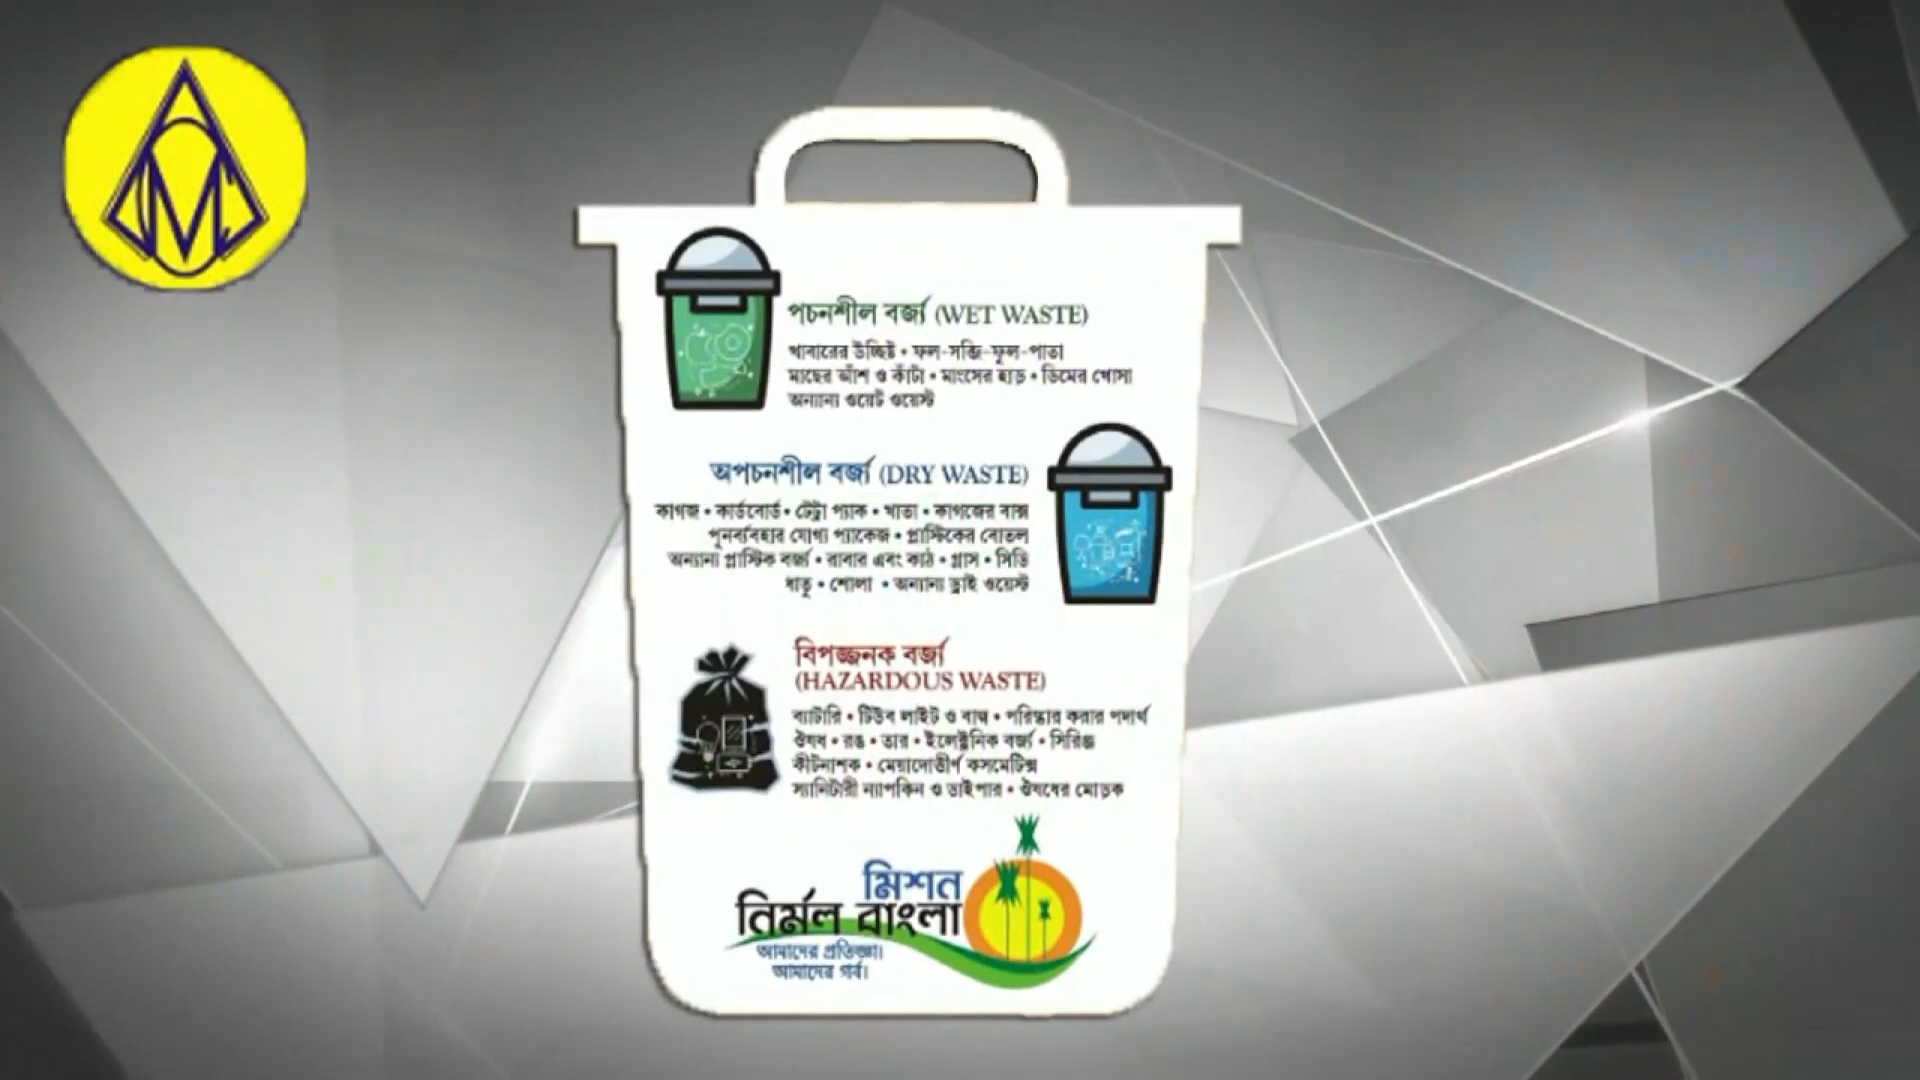 পচনশীল বর্জ্য (WET WASTE)
খাবারের উচ্ছিষ্ট • ফল-সব্জি-ফুল-পাতা
মাছের আঁশ ও কাঁটা • মাংসের হাড় • ডিমের খোসা
অন্যান্য ওয়েট ওয়েস্ট
অপচনশীল বর্জ্য (DRY WASTE)
কাগজ • কার্ডবোর্ড • টেট্রা প্যাক • খাতা • কাগজের বাক্স
পুনর্ব্যবহার যোগ্য প্যাকেজ • প্লাস্টিকের বোতল
অন্যান্য প্লাস্টিক বর্জ্য • রাবার এবং কাঠ • গ্লাস • সিডি
ধাতু • শোলা • অন্যান্য ড্রাই ওয়েস্ট
বিপজ্জনক বর্জ্য
(HAZARDOUS WASTE)
ব্যাটারি • টিউব লাইট ও বাল্ব • পরিষ্কার করার পদার্থ
ঔষধ • রঙ • তার • ইলেক্ট্রনিক বর্জ্য • সিরিঞ্জ
কীটনাশক • মেয়াদোত্তীর্ণ কসমেটিক্স
স্যানিটারী ন্যাপকিন ও ডাইপার • ঔষধের মোড়ক
মিশন
নির্মল বাংলা
আমাদের প্রতিজ্ঞা।
আমাদের গর্ব।